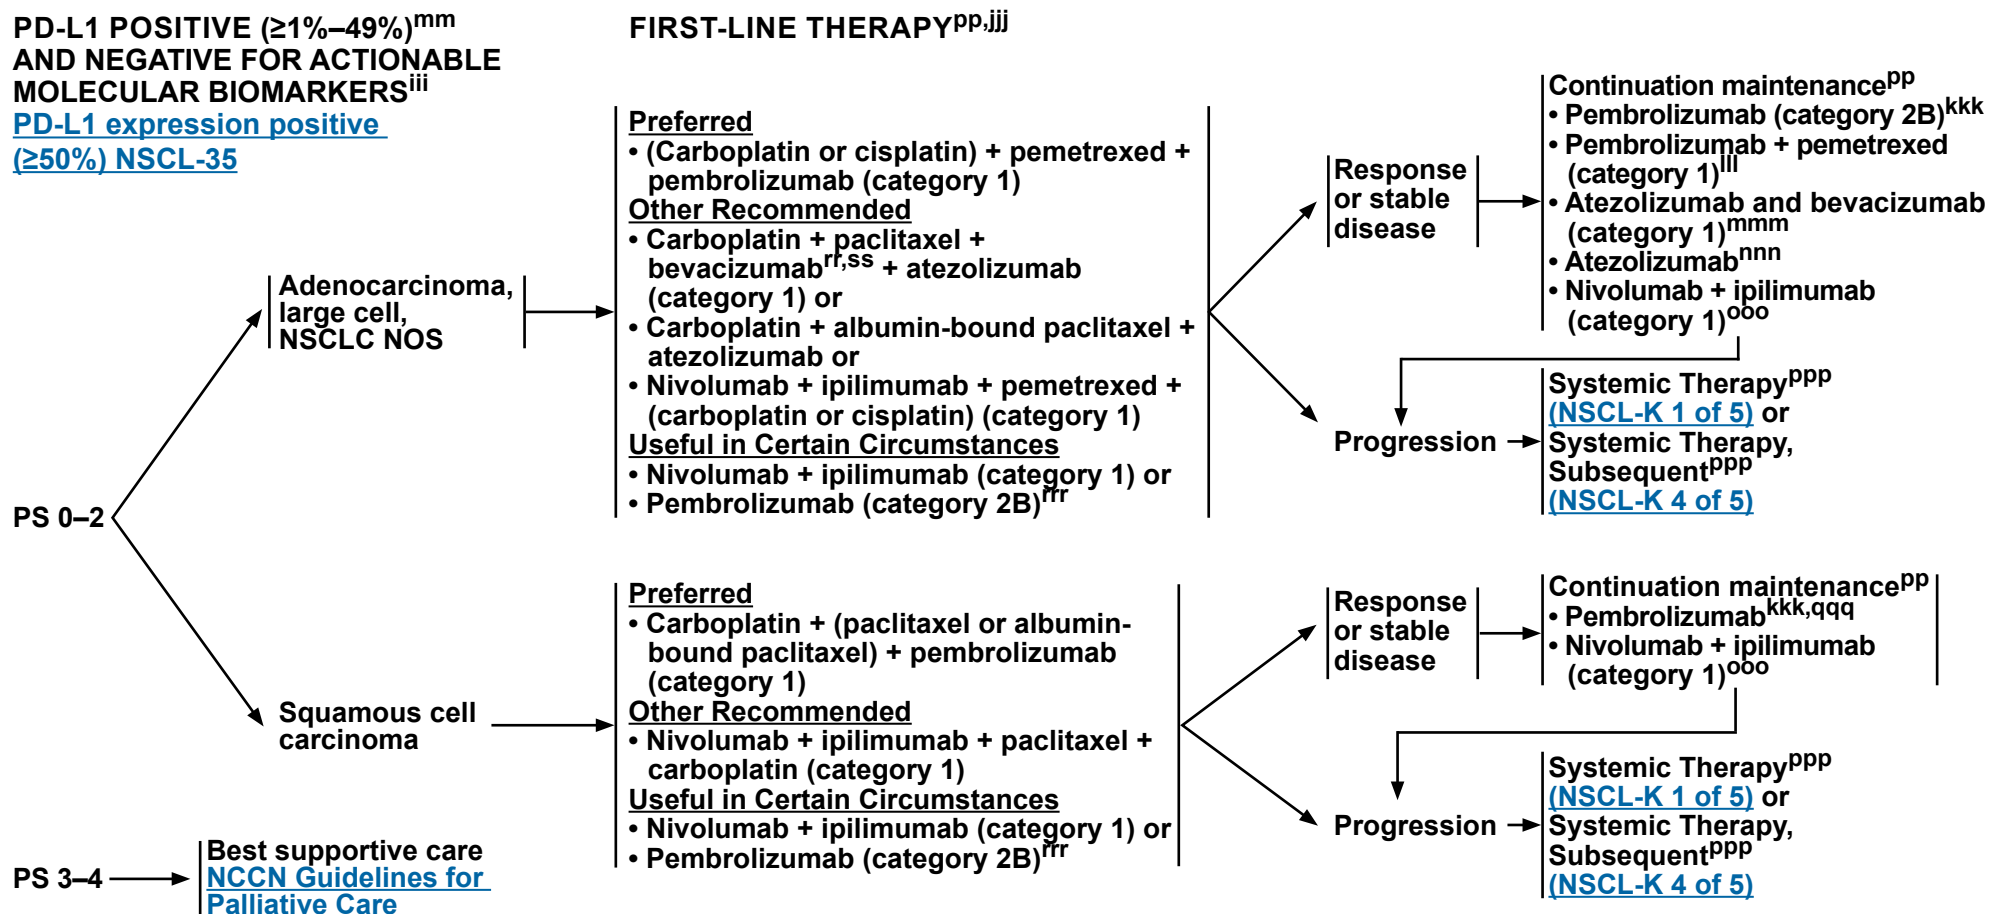 PD-L1 POSITIVE (≥1%–49%)mm
AND NEGATIVE FOR ACTIONABLE
MOLECULAR BIOMARKERSiii
PD-L1 expression positive
(≥50%) NSCL-35
FIRST-LINE THERAPYpp,jjj
PS 0–2
Adenocarcinoma,
large cell,
NSCLC NOS
Preferred
• (Carboplatin or cisplatin) + pemetrexed +
pembrolizumab (category 1)
Other Recommended
• Carboplatin + paclitaxel +
bevacizumabrr,ss + atezolizumab
(category 1) or
• Carboplatin + albumin-bound paclitaxel +
atezolizumab or
• Nivolumab + ipilimumab + pemetrexed +
(carboplatin or cisplatin) (category 1)
Useful in Certain Circumstances
• Nivolumab + ipilimumab (category 1) or
• Pembrolizumab (category 2B)rrr
Response
or stable
disease
Continuation maintenancepp
• Pembrolizumab (category 2B)kkk
• Pembrolizumab + pemetrexed
(category 1)lll
• Atezolizumab and bevacizumab
(category 1)mmm
• Atezolizumabnnn
• Nivolumab + ipilimumab
(category 1)ooo
Progression
Systemic Therapyppp
(NSCL-K 1 of 5) or
Systemic Therapy,
Subsequentppp
(NSCL-K 4 of 5)
Squamous cell
carcinoma
Preferred
• Carboplatin + (paclitaxel or albumin-
bound paclitaxel) + pembrolizumab
(category 1)
Other Recommended
• Nivolumab + ipilimumab + paclitaxel +
carboplatin (category 1)
Useful in Certain Circumstances
• Nivolumab + ipilimumab (category 1) or
• Pembrolizumab (category 2B)rrr
Response
or stable
disease
Continuation maintenancepp
• Pembrolizumabkkk,qqq
• Nivolumab + ipilimumab
(category 1)ooo
Progression
Systemic Therapyppp
(NSCL-K 1 of 5) or
Systemic Therapy,
Subsequentppp
(NSCL-K 4 of 5)
PS 3–4
Best supportive care
NCCN Guidelines for
Palliative Care